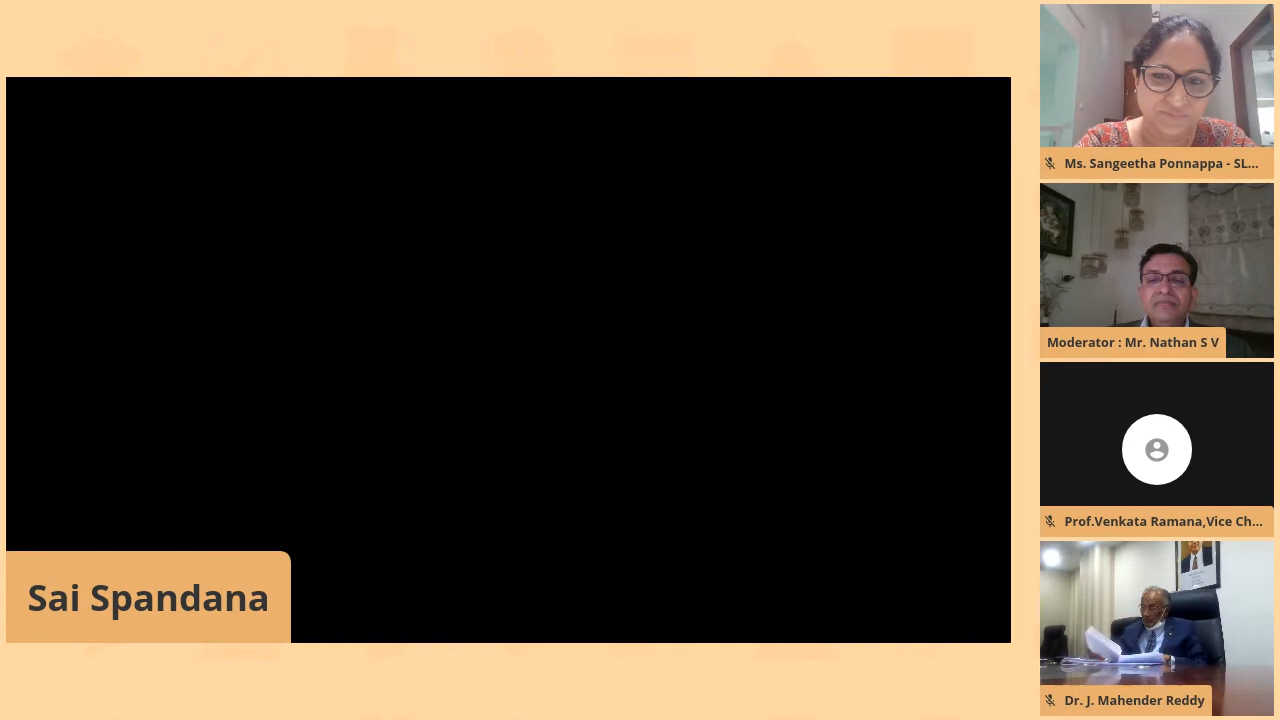 Sai Spandana
Ms. Sangeetha Ponnappa - SL...
Moderator : Mr. Nathan S V
Prof.Venkata Ramana,Vice Ch...
Dr. J. Mahender Reddy